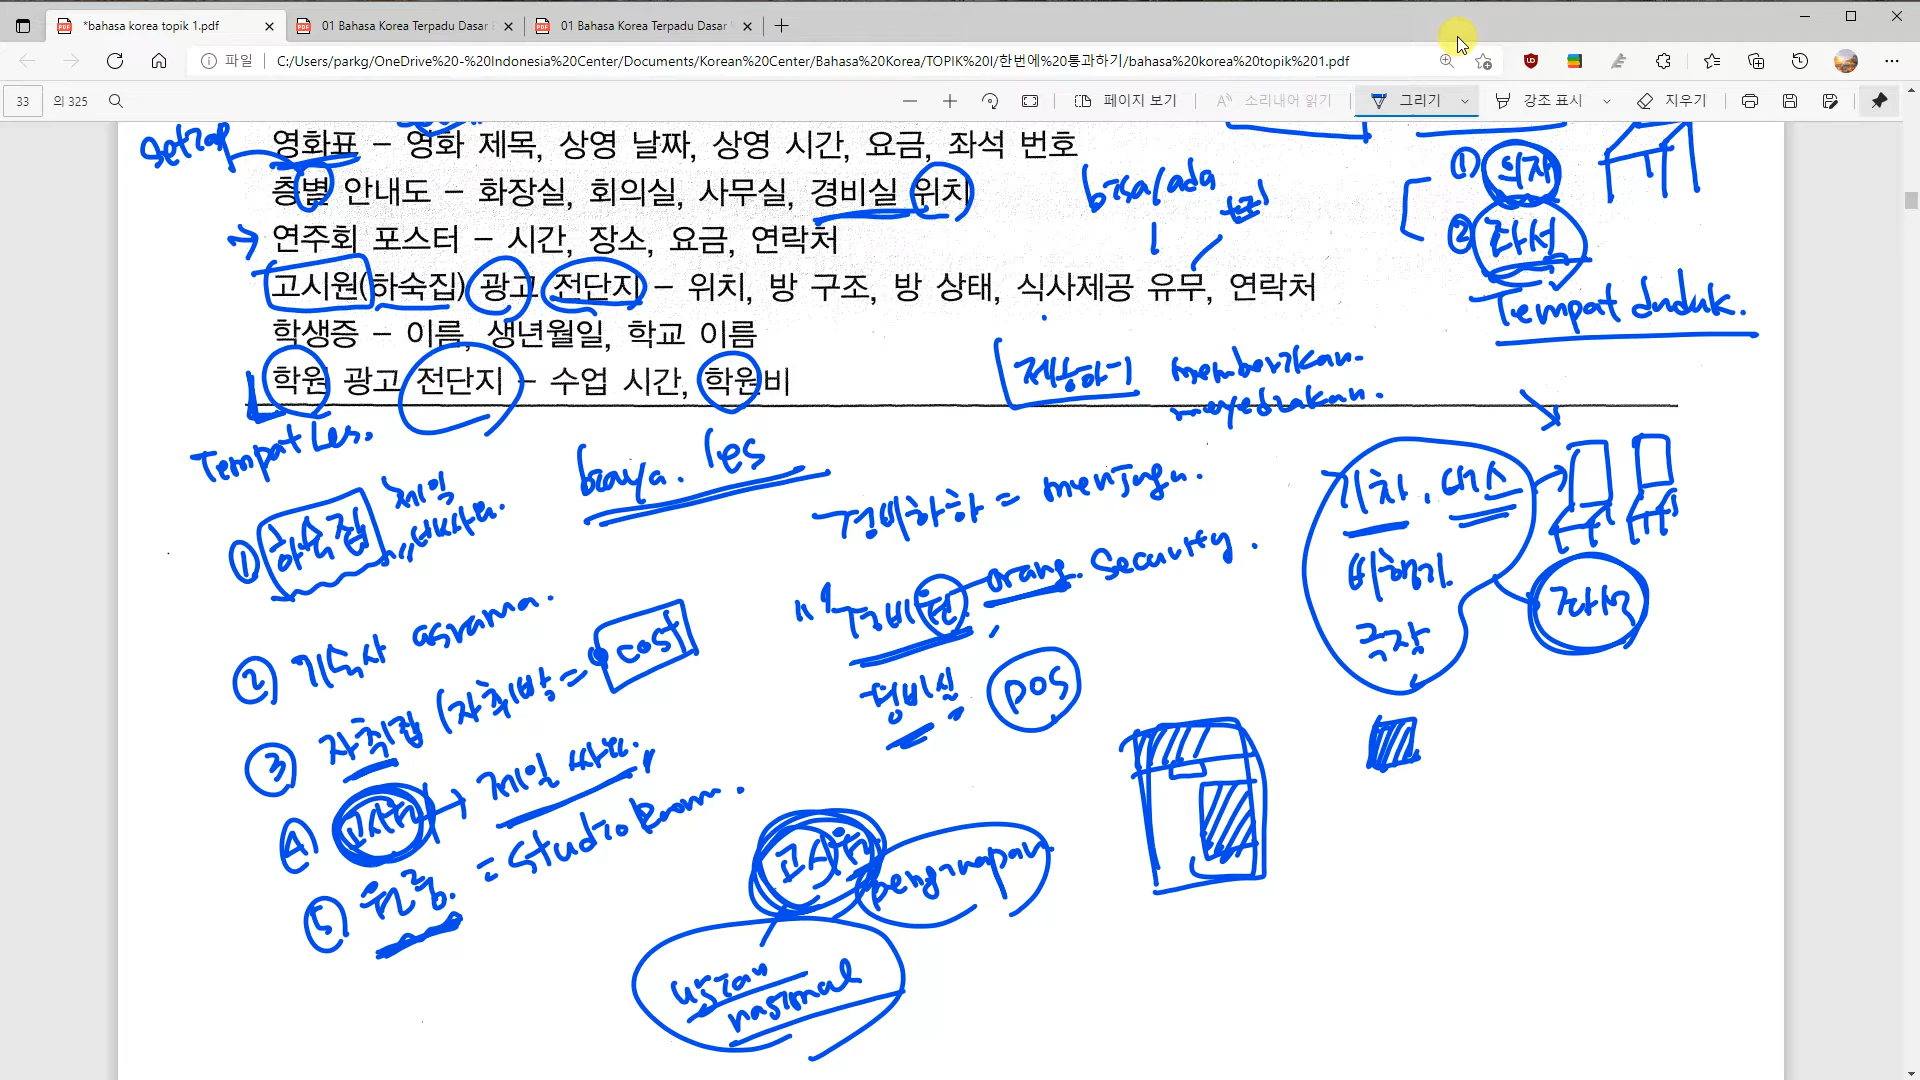 *bahasa korea topik 1.pdf
01 Bahasa Korea Terpadu Dasar
01 Bahasa Korea Terpadu Dasar
파일 C:/Users/parkg/OneDrive%20-%20Indonesia%20Center/Documents/Korean%20Center/Bahasa%20Korea/TOPIK%20I/한번에%20통과하기/bahasa%20korea%20topik%201.pdf
33 의 325 페이지 보기 소리내어 읽기 그리기 강조 표시 지우기
setiap
영화표 – 영화 제목, 상영 날짜, 상영 시간, 요금, 좌석 번호
① 의자
층별 안내도 – 화장실, 회의실, 사무실, 경비실 위치
bisa/ada
연주회 포스터 – 시간, 장소, 요금, 연락처
② 좌석
고시원(하숙집) 광고 전단지 – 위치, 방 구조, 방 상태, 식사제공 유무, 연락처
Tempat duduk.
학생증 – 이름, 생년월일, 학교 이름
학원 광고 전단지 – 수업 시간, 학원비
제공하기 memberikan.
menyediakan.
Tempat Les.
biaya. les
① 하숙집 제일 비싸요.
경비하다 = menjaga.
기차. 버스
비행기
극장
좌석
경비원 orang. Security.
② 기숙사 asrama.
경비실 pos
③ 자취집 (자취방 = cost
④ 고시원 → 제일 싸요.
⑤ 원룸. = Studio Room.
고시원 penginapan
ujian
nasional